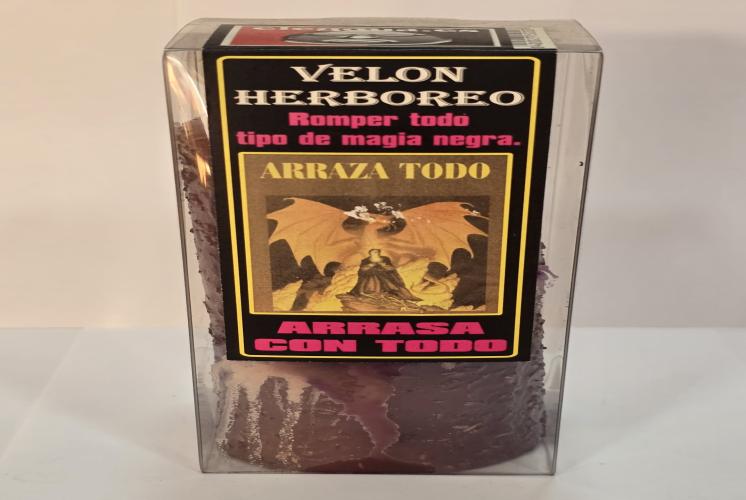 VELON
HERBOREO
Romper todo
tipo de magia negra.
ARRAZA TODO
ARRASA
CON TODO